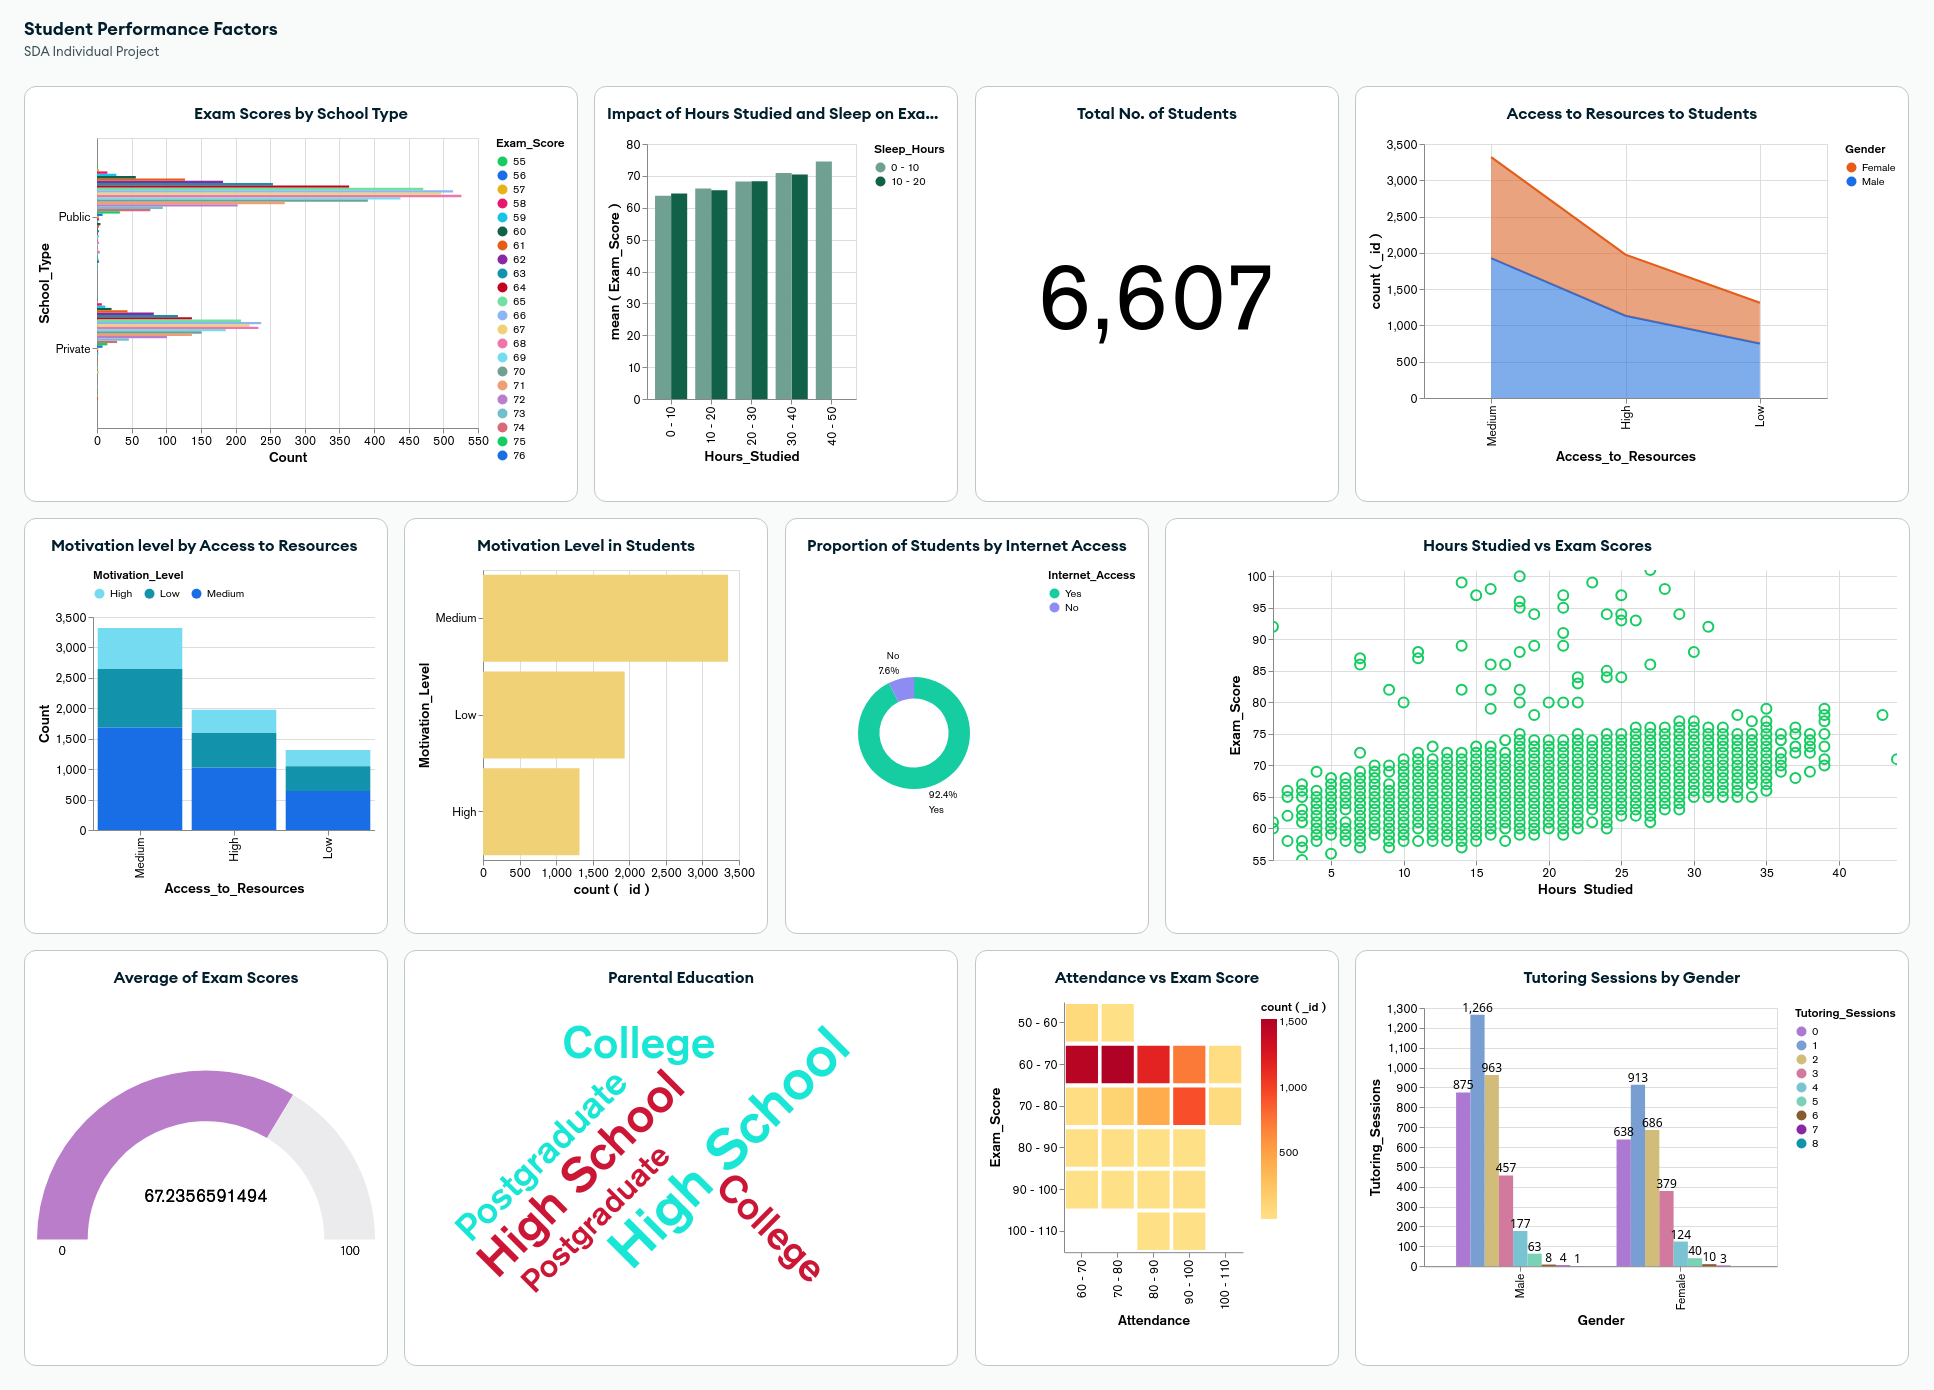 Student Performance Factors
SDA Individual Project
Exam Scores by School Type
Exam_Score
55
56
57
58
59
60
61
62
63
64
65
66
67
68
69
70
71
72
73
74
75
76
School_Type
Public
Private
0 50 100 150 200 250 300 350 400 450 500 550
Count
Impact of Hours Studied and Sleep on Exa...
Sleep_Hours
0 - 10
10 - 20
mean ( Exam_Score )
80
70
60
50
40
30
20
10
0
0 - 10
10 - 20
20 - 30
30 - 40
40 - 50
Hours_Studied
Total No. of Students
6,607
Access to Resources to Students
Gender
Female
Male
count ( _id )
3,500
3,000
2,500
2,000
1,500
1,000
500
0
Medium
High
Low
Access_to_Resources
Motivation level by Access to Resources
Motivation_Level
High Low Medium
Count
3,500
3,000
2,500
2,000
1,500
1,000
500
0
Medium
High
Low
Access_to_Resources
Motivation Level in Students
Motivation_Level
Medium
Low
High
0 500 1,000 1,500 2,000 2,500 3,000 3,500
count ( _id )
Proportion of Students by Internet Access
Internet_Access
Yes
No
No
7.6%
92.4%
Yes
Hours Studied vs Exam Scores
Exam_Score
100
95
90
85
80
75
70
65
60
55
5 10 15 20 25 30 35 40
Hours_Studied
Average of Exam Scores
67.2356591494
0 100
Parental Education
College
Postgraduate
High School
Postgraduate
High School
College
Attendance vs Exam Score
count ( _id )
1,500
1,000
500
Exam_Score
50 - 60
60 - 70
70 - 80
80 - 90
90 - 100
100 - 110
60 - 70
70 - 80
80 - 90
90 - 100
100 - 110
Attendance
Tutoring Sessions by Gender
Tutoring_Sessions
0
1
2
3
4
5
6
7
8
Tutoring_Sessions
1,300
1,200
1,100
1,000
900
800
700
600
500
400
300
200
100
0
875
1,266
963
457
177
63
8
4
1
638
913
686
379
124
40
10
3
Male
Female
Gender